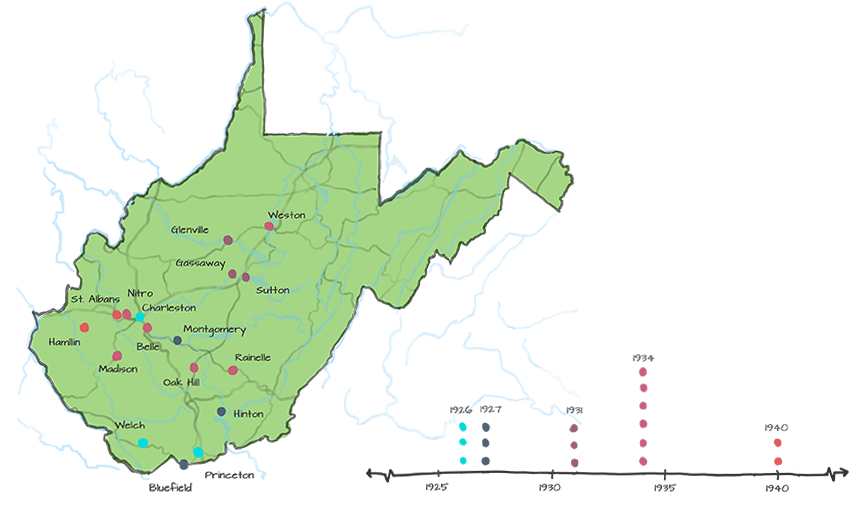 Weston
Glenville
Gassaway
Sutton
Nitro
St. Albans
Charleston
Montgomery
Hamllin
Belle
Rainelle
Madison
Oak Hill
Hinton
Welch
Princeton
Bluefield
1934
1926
1927
1931
1940
1925
1930
1935
1940